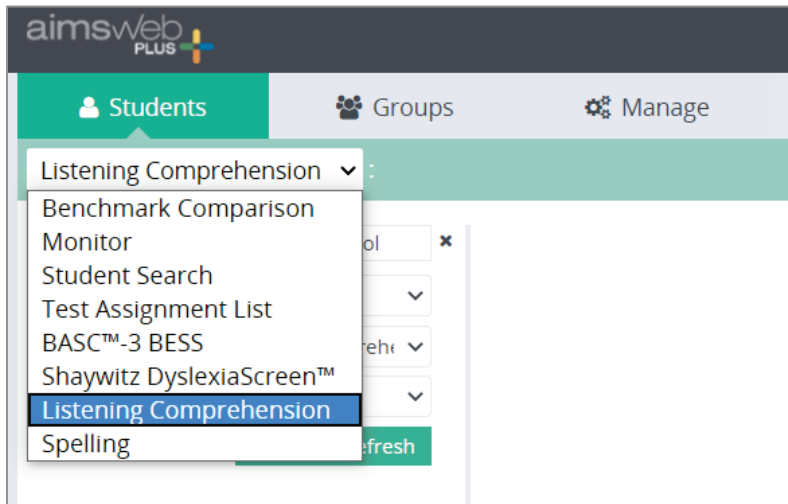 aimsweb
PLUS
Students Groups Manage
Listening Comprehension :
Benchmark Comparison
Monitor
Student Search
Test Assignment List
BASC™-3 BESS
Shaywitz DyslexiaScreen™
Listening Comprehension
Spelling